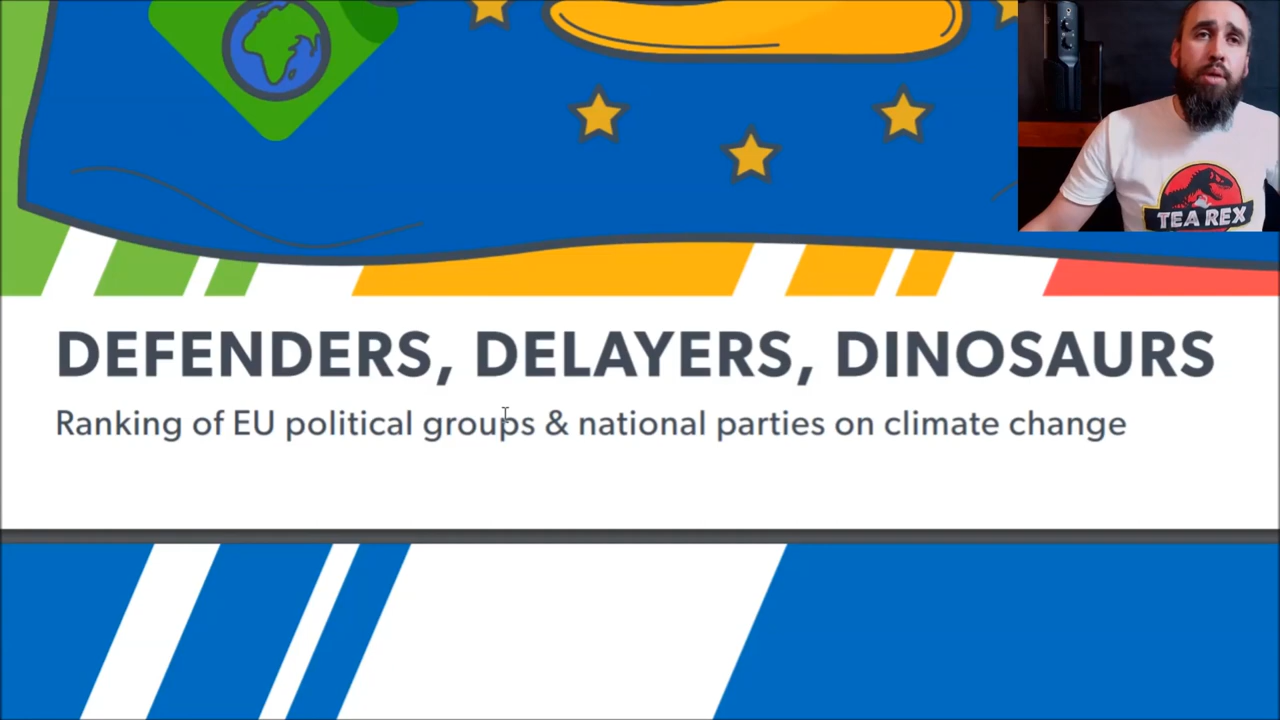 TEA REX
DEFENDERS, DELAYERS, DINOSAURS
Ranking of EU political groups & national parties on climate change